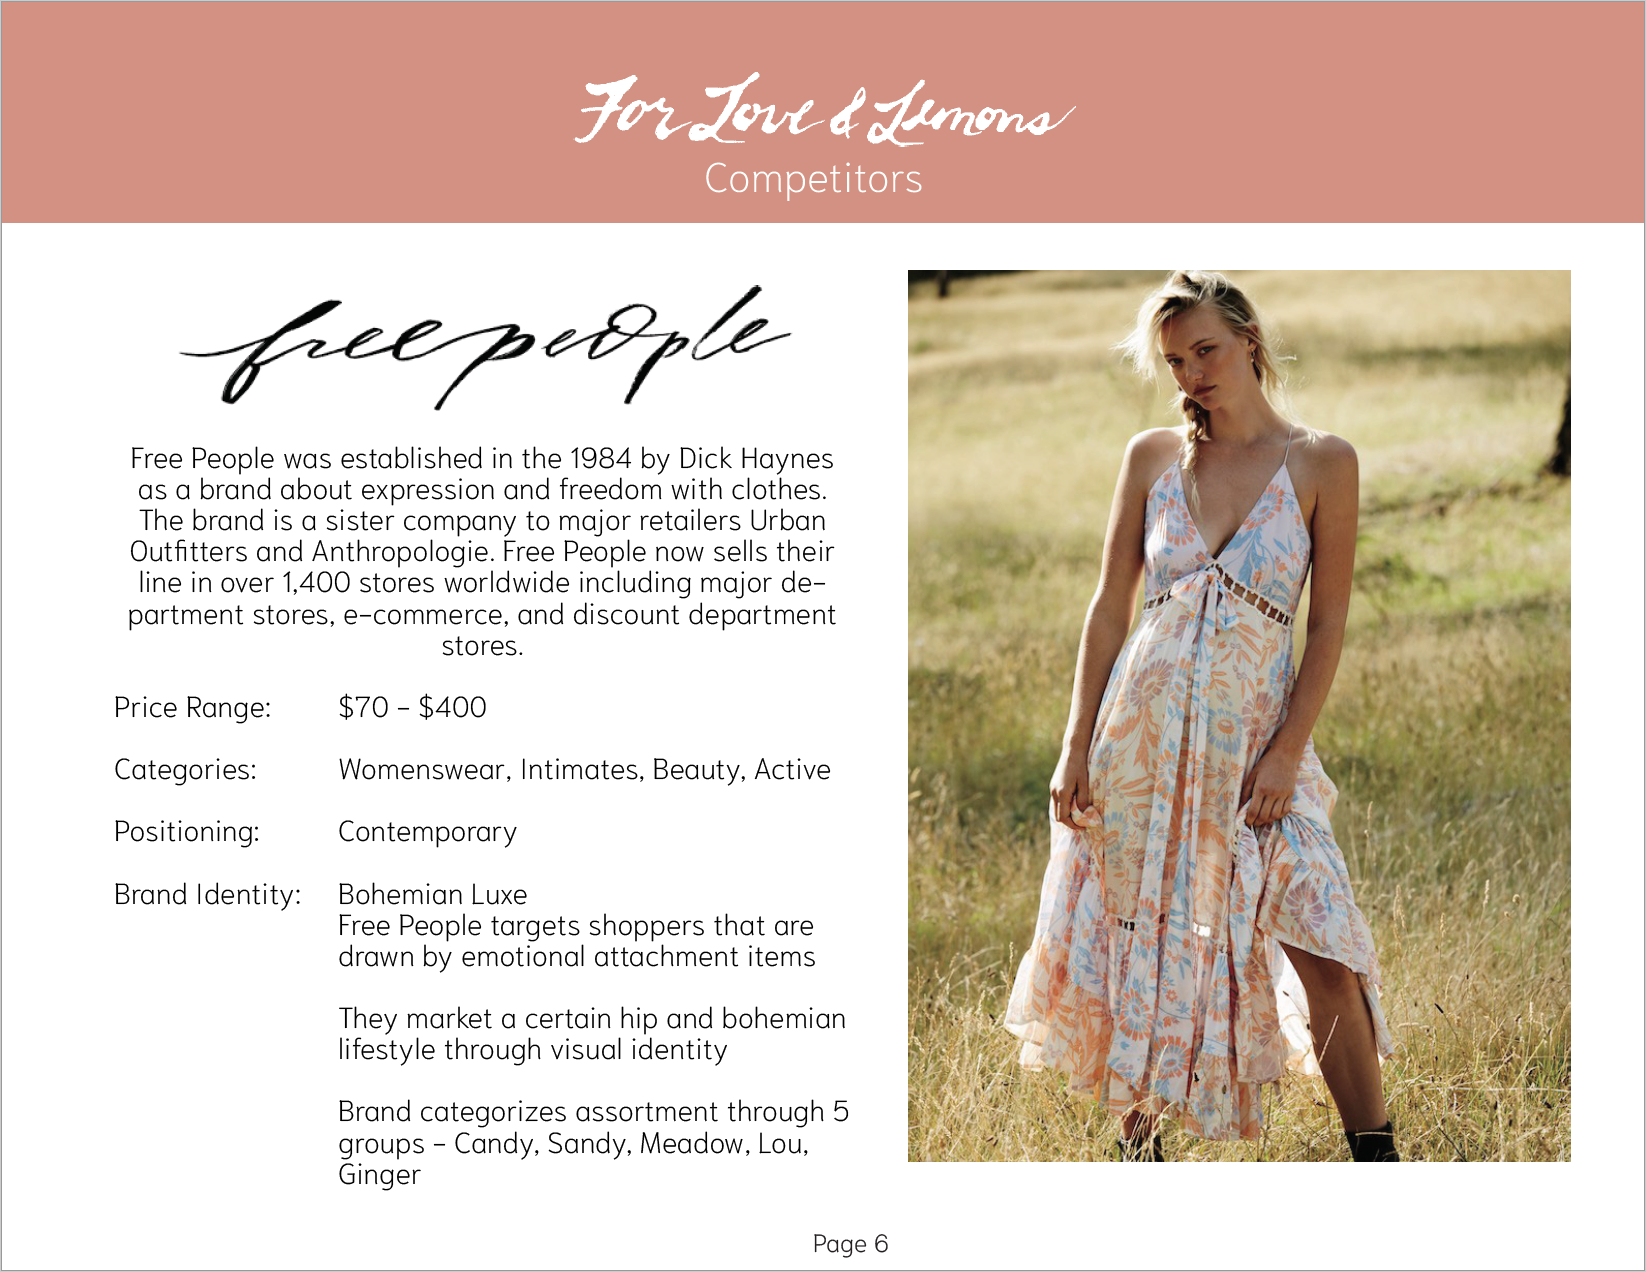 For Love & Lemons
Competitors
free people
Free People was established in the 1984 by Dick Haynes
as a brand about expression and freedom with clothes.
The brand is a sister company to major retailers Urban
Outfitters and Anthropologie. Free People now sells their
line in over 1,400 stores worldwide including major de-
partment stores, e-commerce, and discount department
stores.
Price Range: $70 - $400
Categories: Womenswear, Intimates, Beauty, Active
Positioning: Contemporary
Brand Identity: Bohemian Luxe
Free People targets shoppers that are
drawn by emotional attachment items
They market a certain hip and bohemian
lifestyle through visual identity
Brand categorizes assortment through 5
groups - Candy, Sandy, Meadow, Lou,
Ginger
Page 6